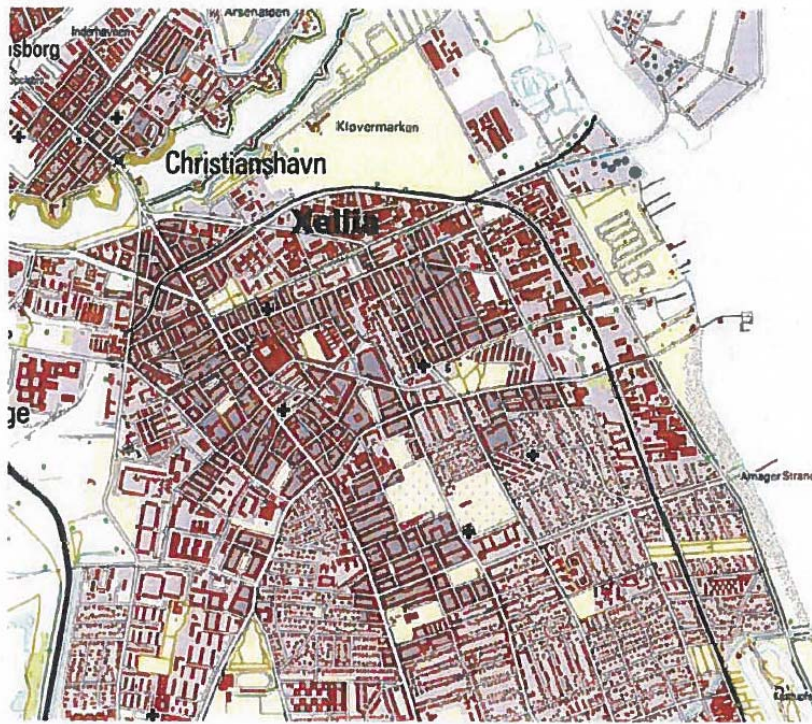 Arsenaløen
Inderhavnen
sborg
Kløvermarken
Christianshavn
Xellia
ge
Amager Strand